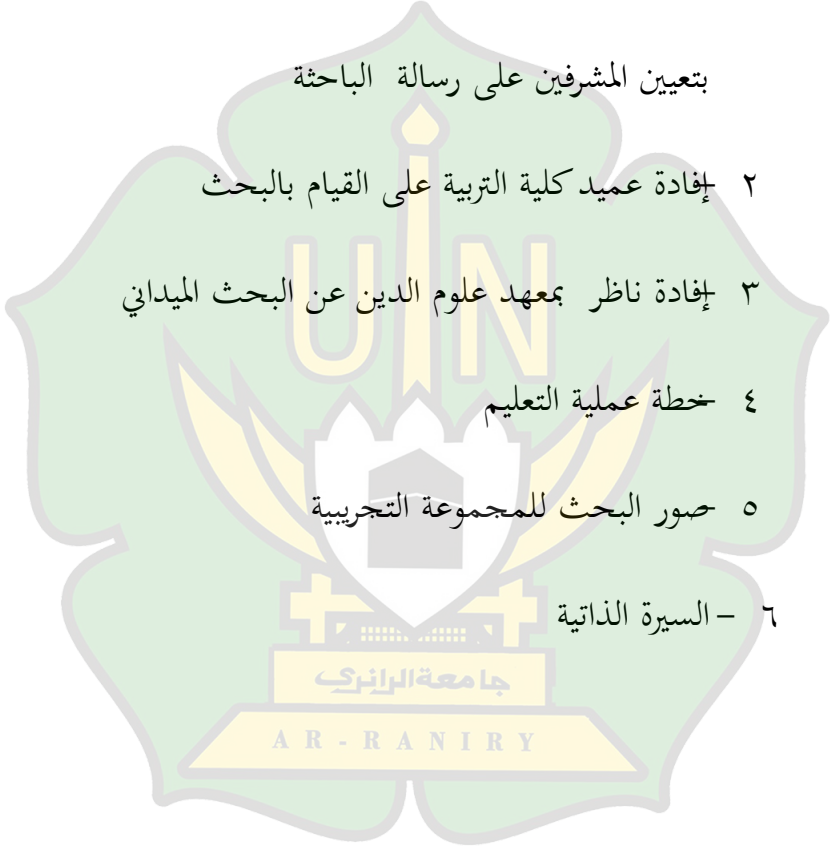 بتعيين المشرفين على رسالة الباحثة
٢ – إفادة عميد كلية التربية على القيام بالبحث
٣ – إفادة ناظر بمعهد علوم الدين عن البحث الميداني
٤ – خطة عملية التعليم
٥ – صور البحث للمجموعة التجريبية
٦ – السيرة الذاتية
UIN
جامعة الرانري
AR-RANIRY